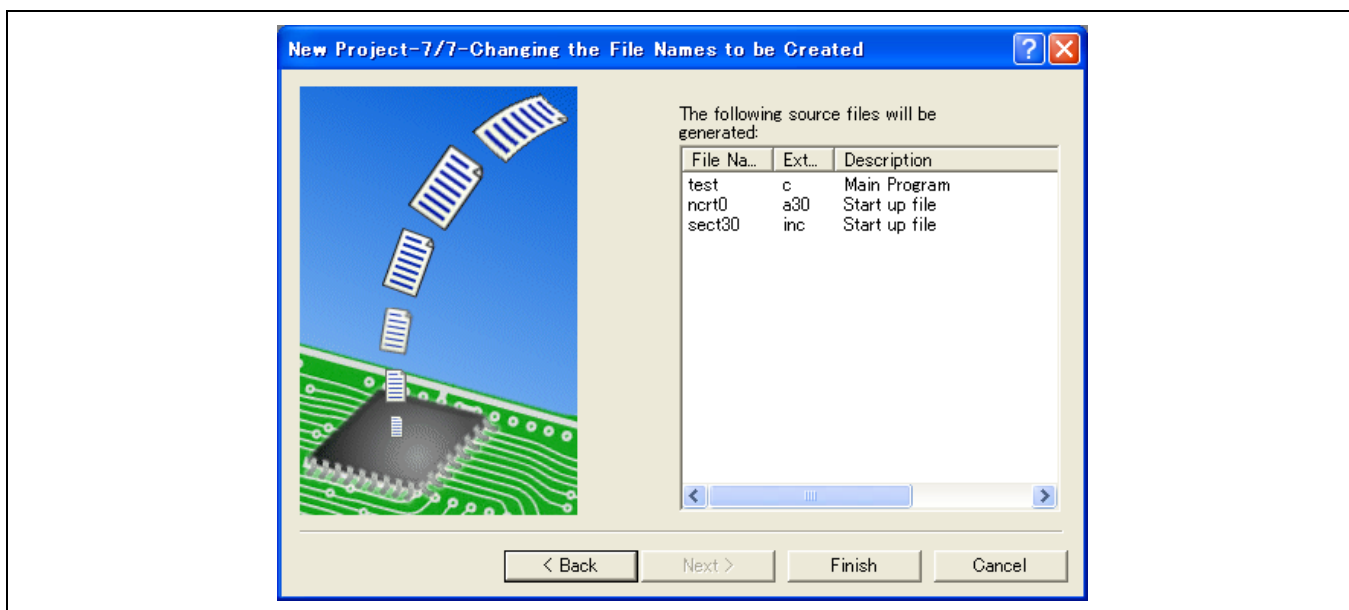 New Project-7/7-Changing the File Names to be Created
The following source files will be
generated:
File Na... Ext... Description
test c Main Program
ncrt0 a30 Start up file
sect30 inc Start up file
< Back Next > Finish Cancel